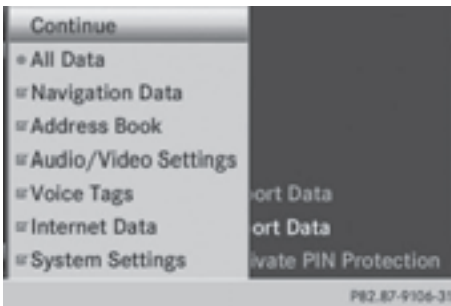 Continue
All Data
Navigation Data
Address Book
Audio/Video Settings
Voice Tags
ort Data
Internet Data
ort Data
System Settings
ivate PIN Protection
P82.87-9106-31